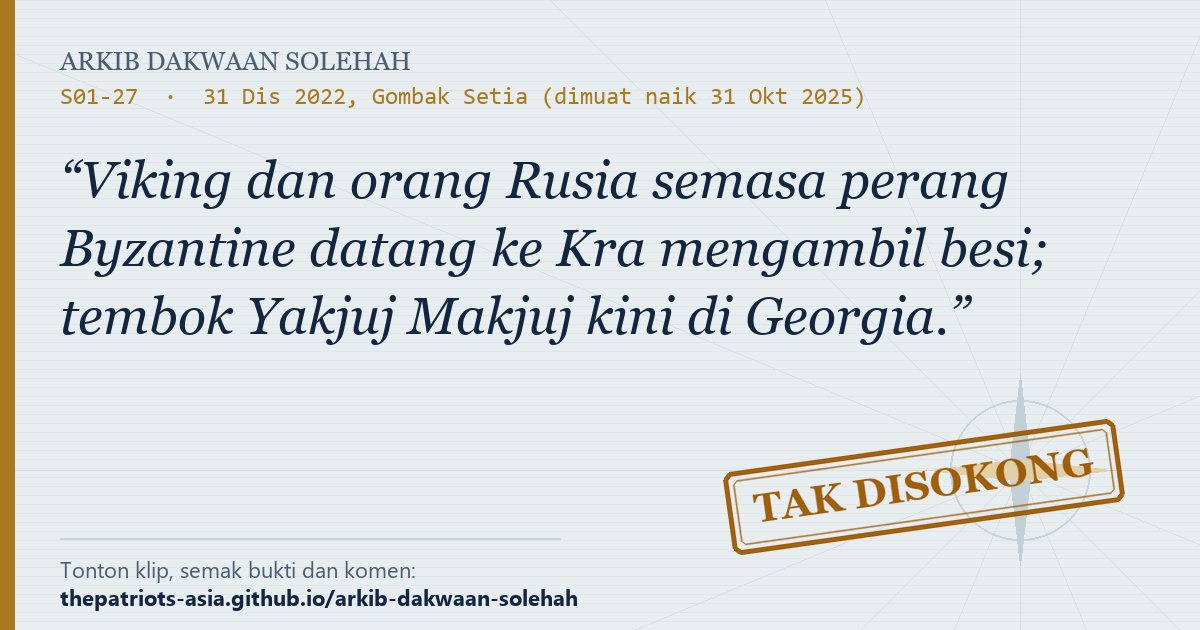 ARKIB DAKWAAN SOLEHAH
S01-27 · 31 Dis 2022, Gombak Setia (dimuat naik 31 Okt 2025)
“Viking dan orang Rusia semasa perang
Byzantine datang ke Kra mengambil besi;
tembok Yakjuj Makjuj kini di Georgia.”
TAK DISOKONG
Tonton klip, semak bukti dan komen:
thepatriots-asia.github.io/arkib-dakwaan-solehah